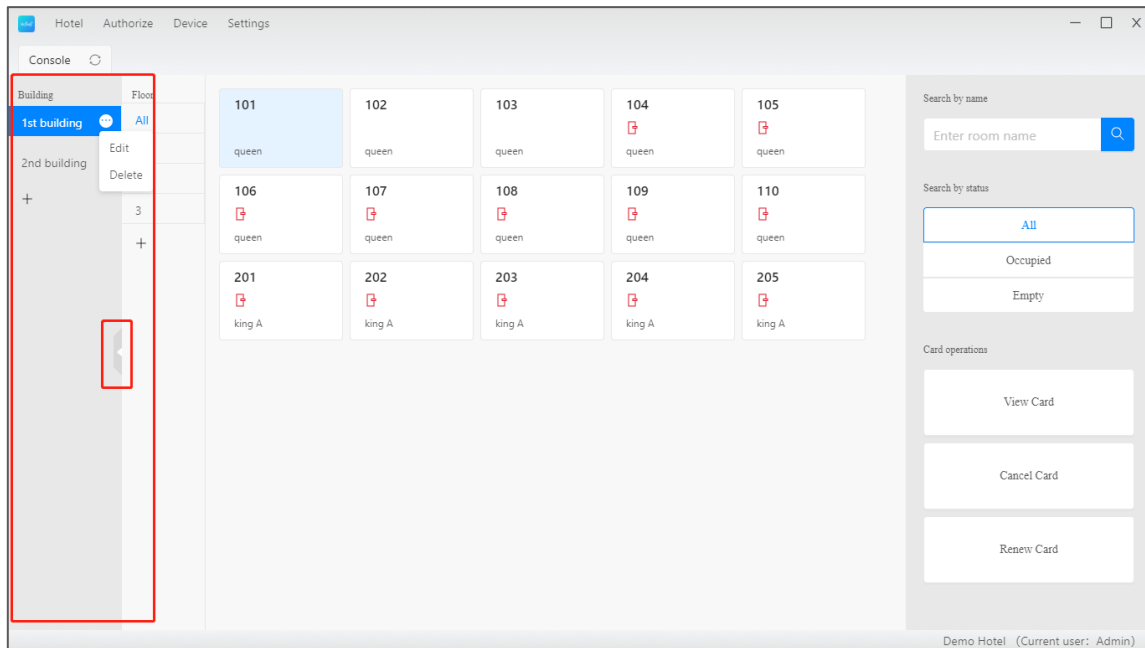 Hotel Authorize Device Settings
Console
Building
1st building
Edit
Delete
2nd building
Floor
All
3
101
queen
102
queen
103
queen
104
queen
105
queen
106
queen
107
queen
108
queen
109
queen
110
queen
201
king A
202
king A
203
king A
204
king A
205
king A
Search by name
Enter room name
Search by status
All
Occupied
Empty
Card operations
View Card
Cancel Card
Renew Card
Demo Hotel (Current user: Admin)